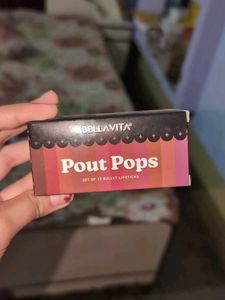 BELLAVITA®
Pout Pops
SET OF 12 BULLET LIPSTICKS